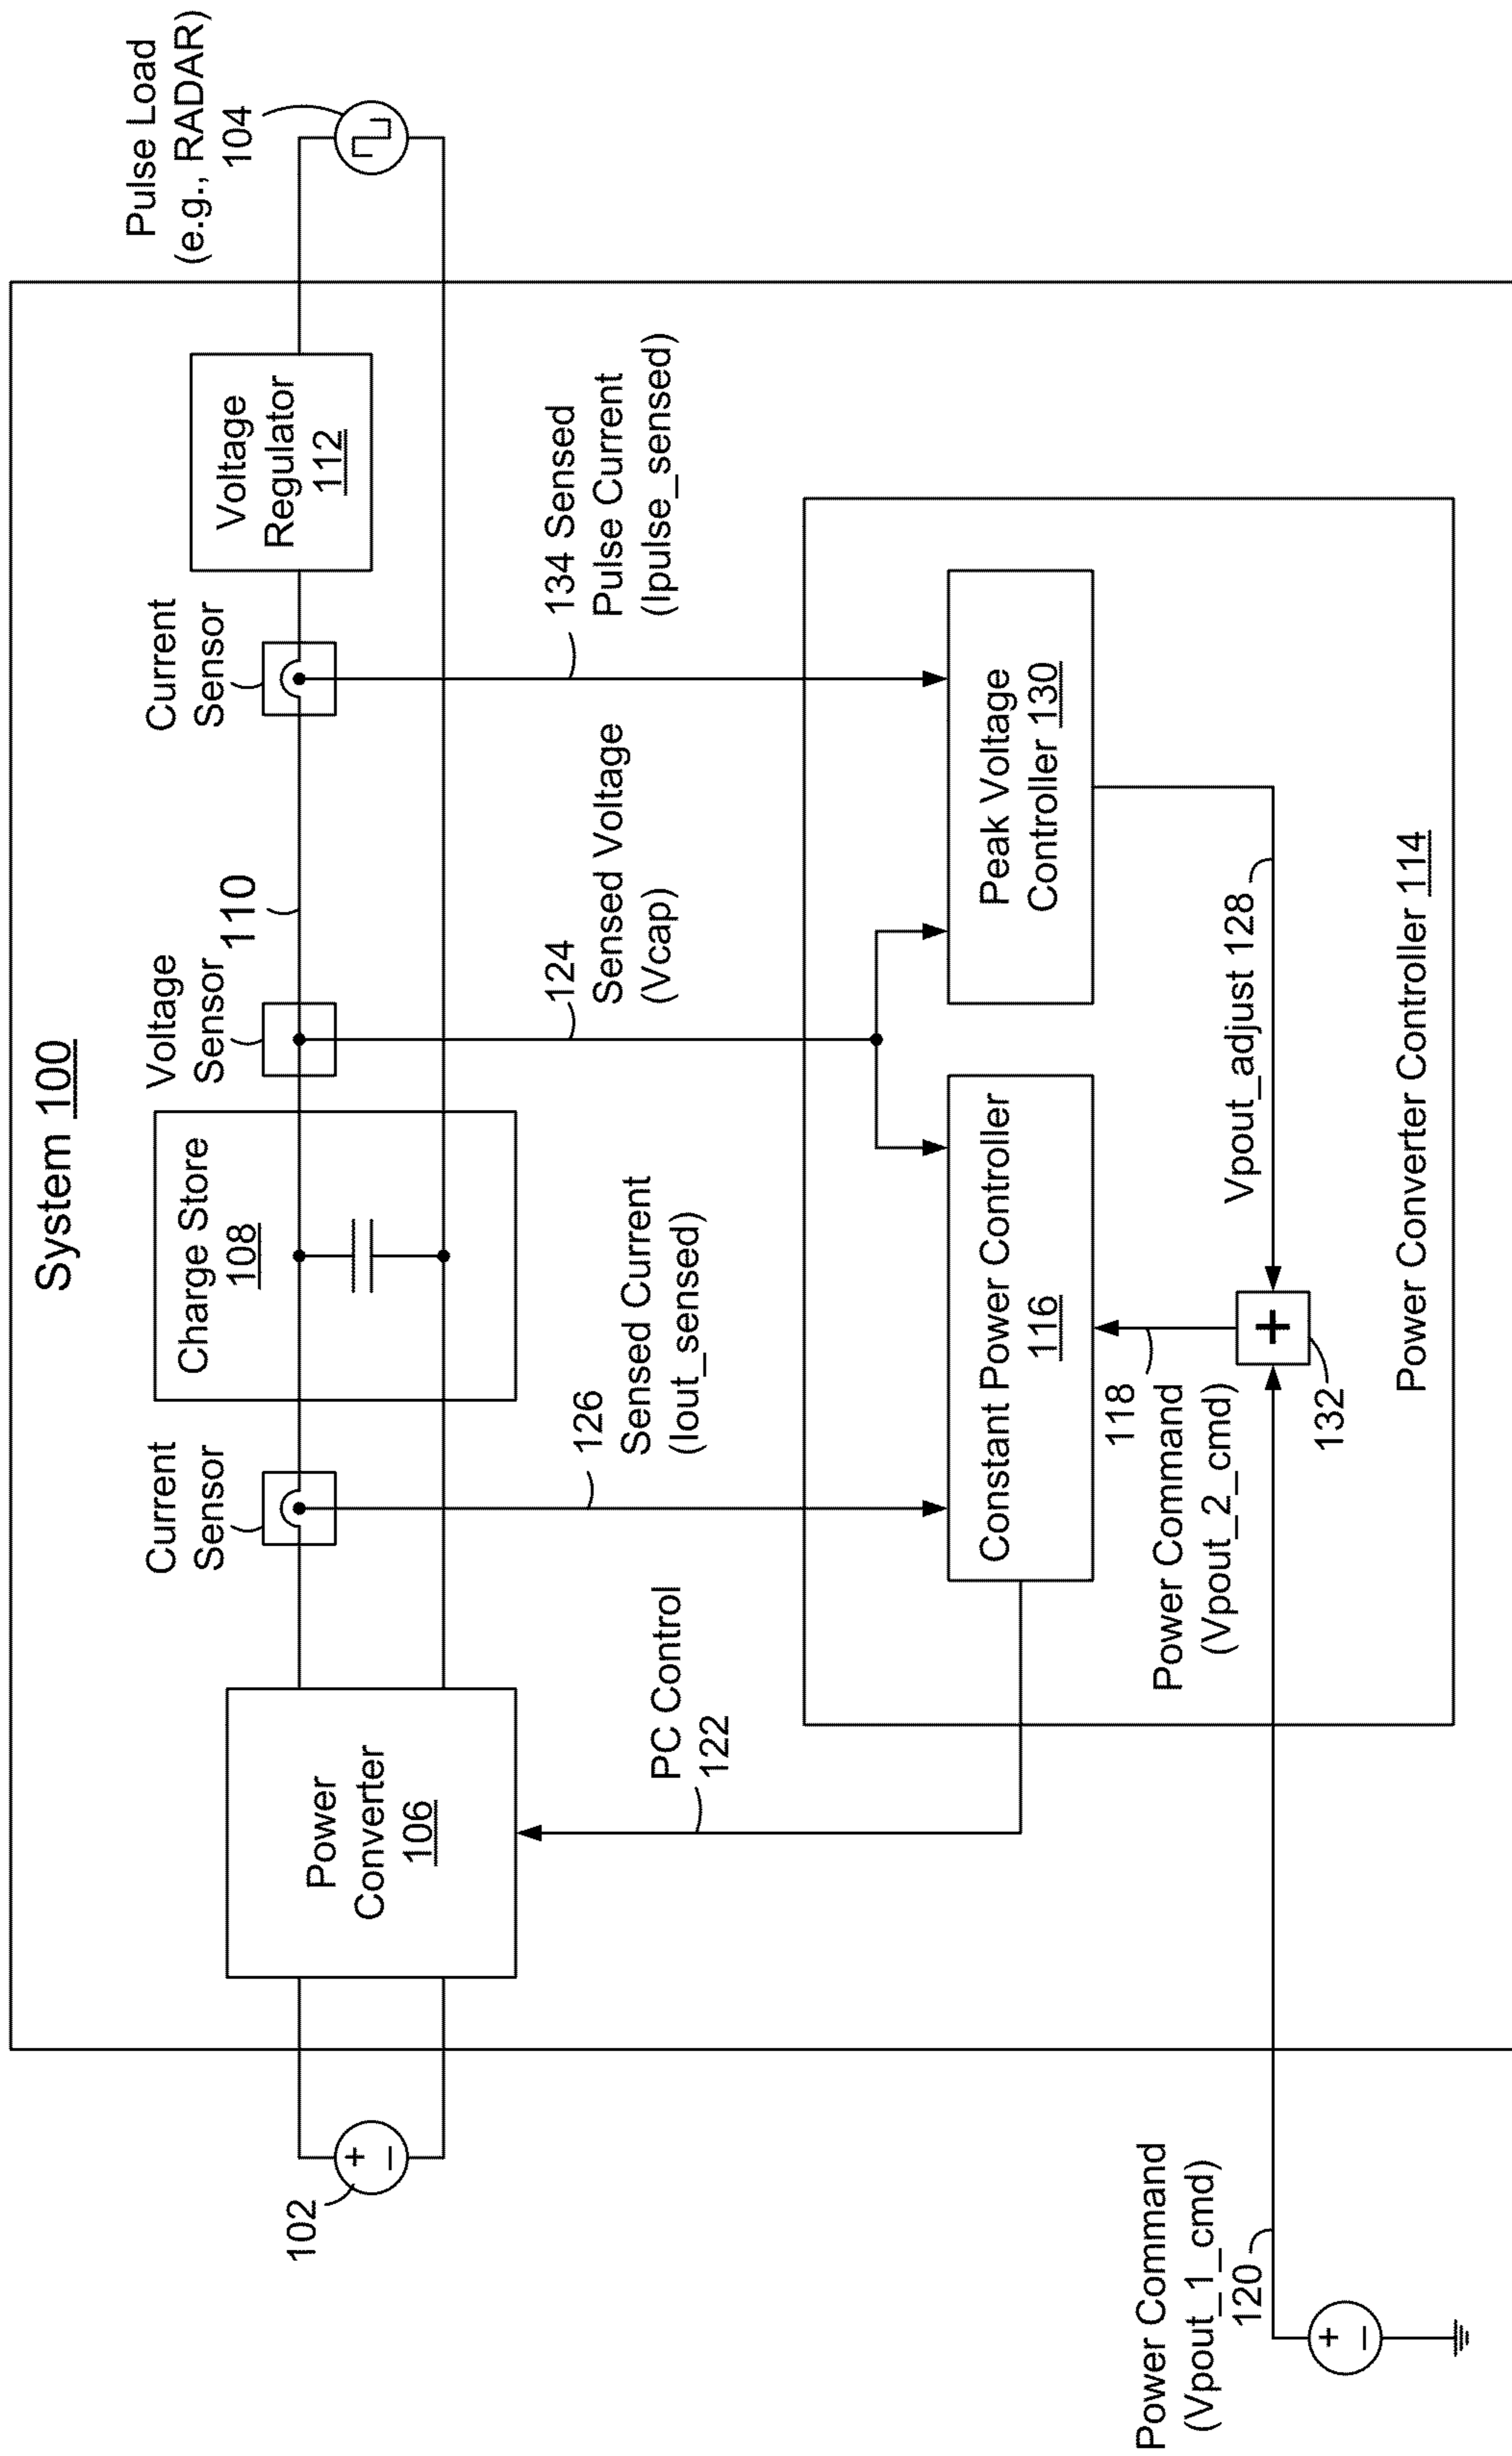 System 100
Pulse Load
(e.g., RADAR)
104
Current
Sensor
Charge Store
108
Voltage
Sensor
110
Current
Sensor
Voltage
Regulator
112
Power
Converter
106
102
+
−
126
Sensed Current
(Iout_sensed)
124
Sensed Voltage
(Vcap)
134 Sensed
Pulse Current
(Ipulse_sensed)
PC Control
122
Constant Power Controller
116
Peak Voltage
Controller 130
118
Power Command
(Vpout_2_cmd)
+
132
Vpout_adjust 128
Power Converter Controller 114
Power Command
(Vpout_1_cmd)
120
+
−